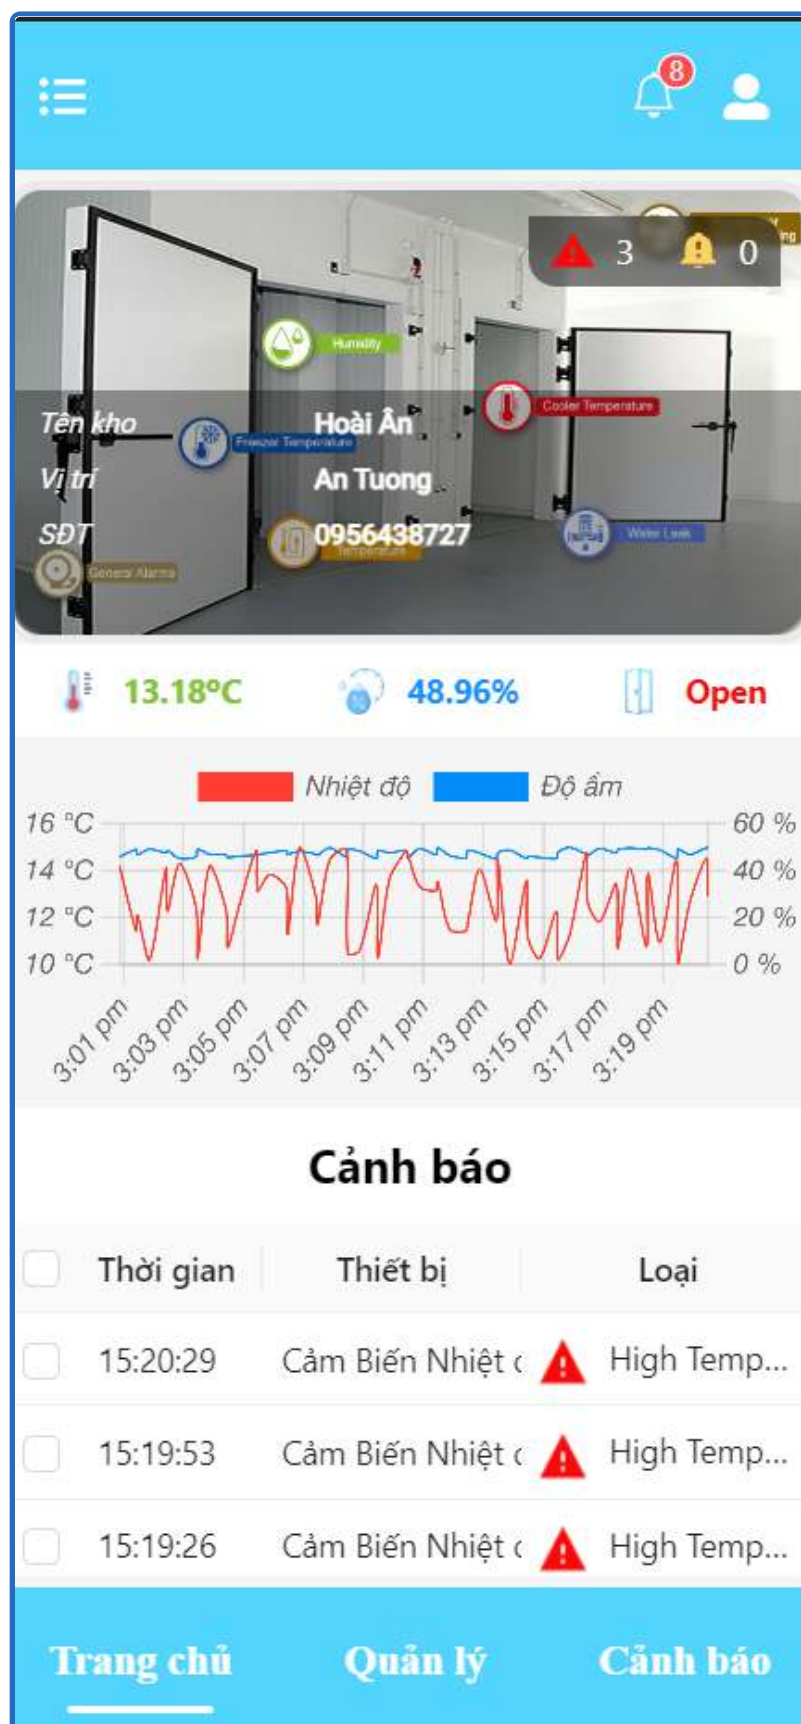 8
3 0
Humidity
Cooler Temperature
Tên kho Hoài Ân
Freezer Temperature
Vị trí An Tuong
SĐT 0956438727
Water Leak
Temperature
General Alarms
13.18°C 48.96% Open
Nhiệt độ Độ ẩm
16 °C 60 %
14 °C 40 %
12 °C 20 %
10 °C 0 %
3:01 pm 3:03 pm 3:05 pm 3:07 pm 3:09 pm 3:11 pm 3:13 pm 3:15 pm 3:17 pm 3:19 pm
Cảnh báo
Thời gian Thiết bị Loại
15:20:29 Cảm Biến Nhiệt High Temp...
15:19:53 Cảm Biến Nhiệt High Temp...
15:19:26 Cảm Biến Nhiệt High Temp...
Trang chủ Quản lý Cảnh báo